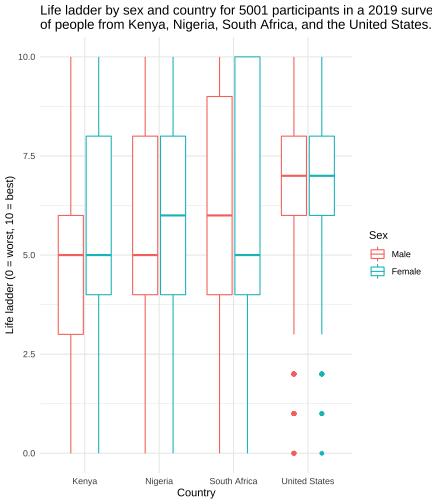 Life ladder by sex and country for 5001 participants in a 2019 surve
of people from Kenya, Nigeria, South Africa, and the United States.
Life ladder (0 = worst, 10 = best)
10.0
7.5
5.0
2.5
0.0
Kenya
Nigeria
South Africa
United States
Country
Sex
Male
Female